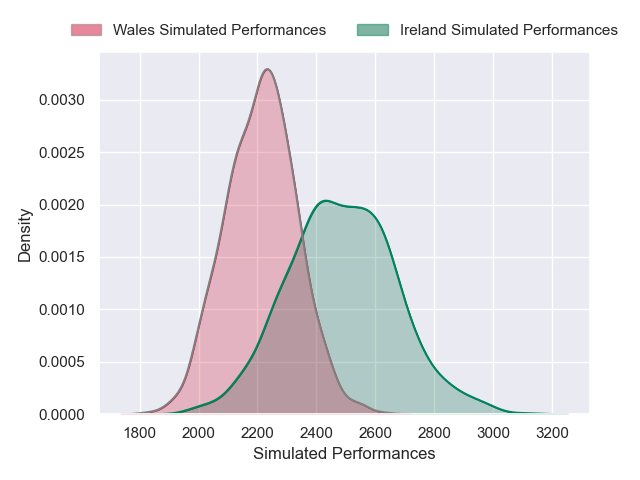 Wales Simulated Performances Ireland Simulated Performances
0.0030
0.0025
0.0020
0.0015
0.0010
0.0005
0.0000
Density
1800 2000 2200 2400 2600 2800 3000 3200
Simulated Performances